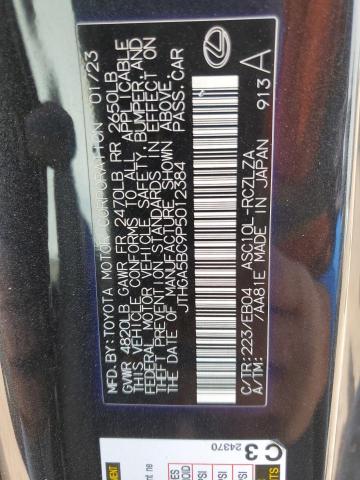 MFD.BY:TOYOTA MOTOR CORPORATION 01/23
GVWR 4820LB GAWR FR 2470LB RR 2450LB
THIS VEHICLE CONFORMS TO ALL APPLICABLE
FEDERAL MOTOR VEHICLE SAFETY, BUMPER, AND
THEFT PREVENTION STANDARDS IN EFFECT ON
THE DATE OF MANUFACTURE SHOWN ABOVE.
JTHGA5BC9P5012384 PASS.CAR
C/TR:223/EB04 ASC10L-RCZLZA
A/TM: /AA81E MADE IN JAPAN 913 A
C3
24370